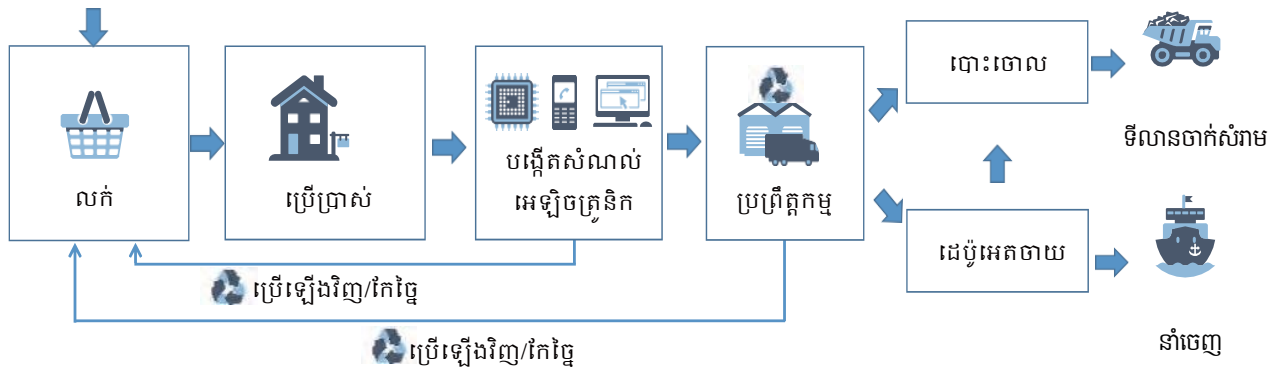 លក់
ប្រើប្រាស់
បង្កើតសំណល់
អេឡិចត្រូនិក
ប្រព្រឹត្តកម្ម
បោះចោល
ទីលានចាក់សំរាម
ដេប៉ូអេតចាយ
នាំចេញ
ប្រើឡើងវិញ/កែច្នៃ
ប្រើឡើងវិញ/កែច្នៃ